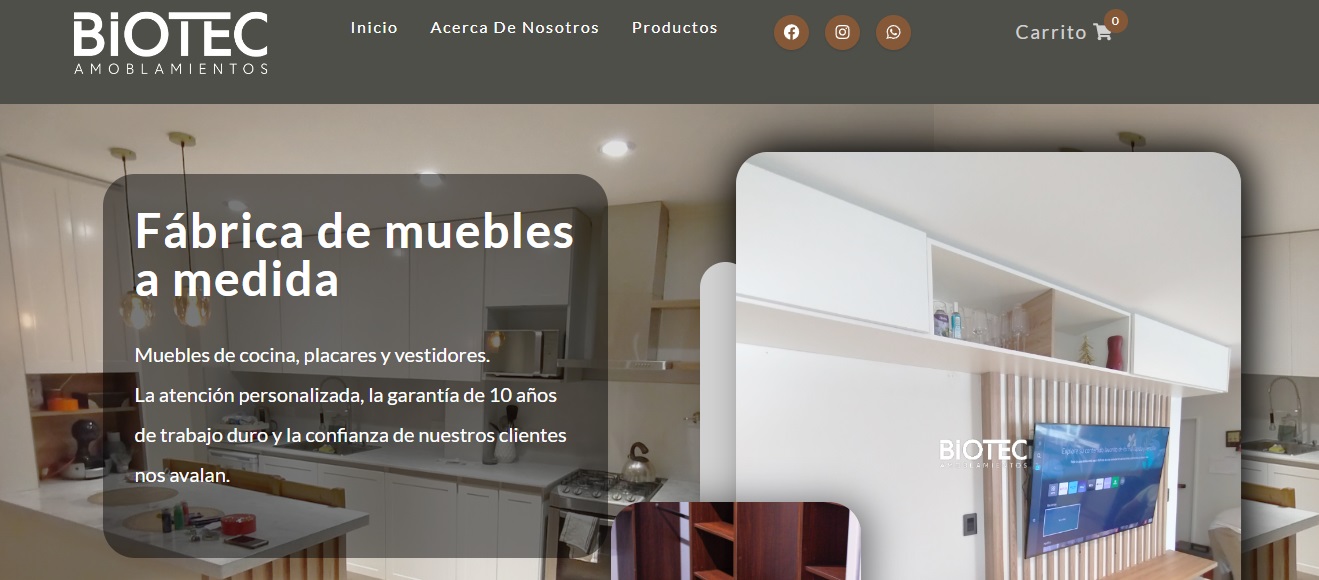 BiOTEC
AMOBLAMIENTOS
Inicio
Acerca De Nosotros
Productos
Carrito
0
Fábrica de muebles
a medida
Muebles de cocina, placares y vestidores.
La atención personalizada, la garantía de 10 años
de trabajo duro y la confianza de nuestros clientes
nos avalan.
BIOTEC
AMOBLAMIENTOS